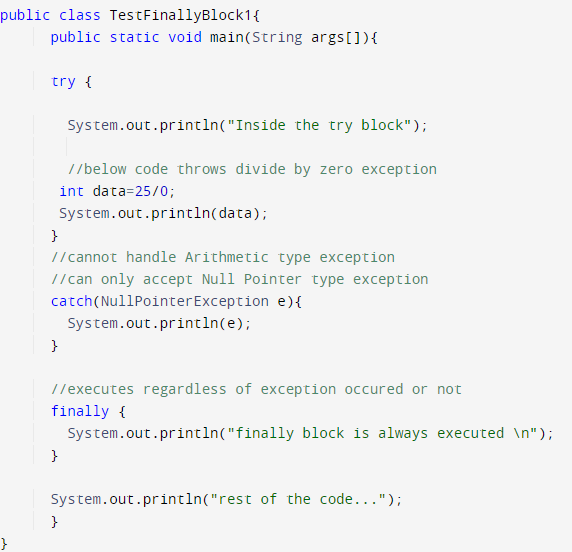 public class TestFinallyBlock1{
public static void main(String args[]){
try {
System.out.println("Inside the try block");
//below code throws divide by zero exception
int data=25/0;
System.out.println(data);
}
//cannot handle Arithmetic type exception
//can only accept Null Pointer type exception
catch(NullPointerException e){
System.out.println(e);
}
//executes regardless of exception occured or not
finally {
System.out.println("finally block is always executed \n");
}
System.out.println("rest of the code...");
}
}